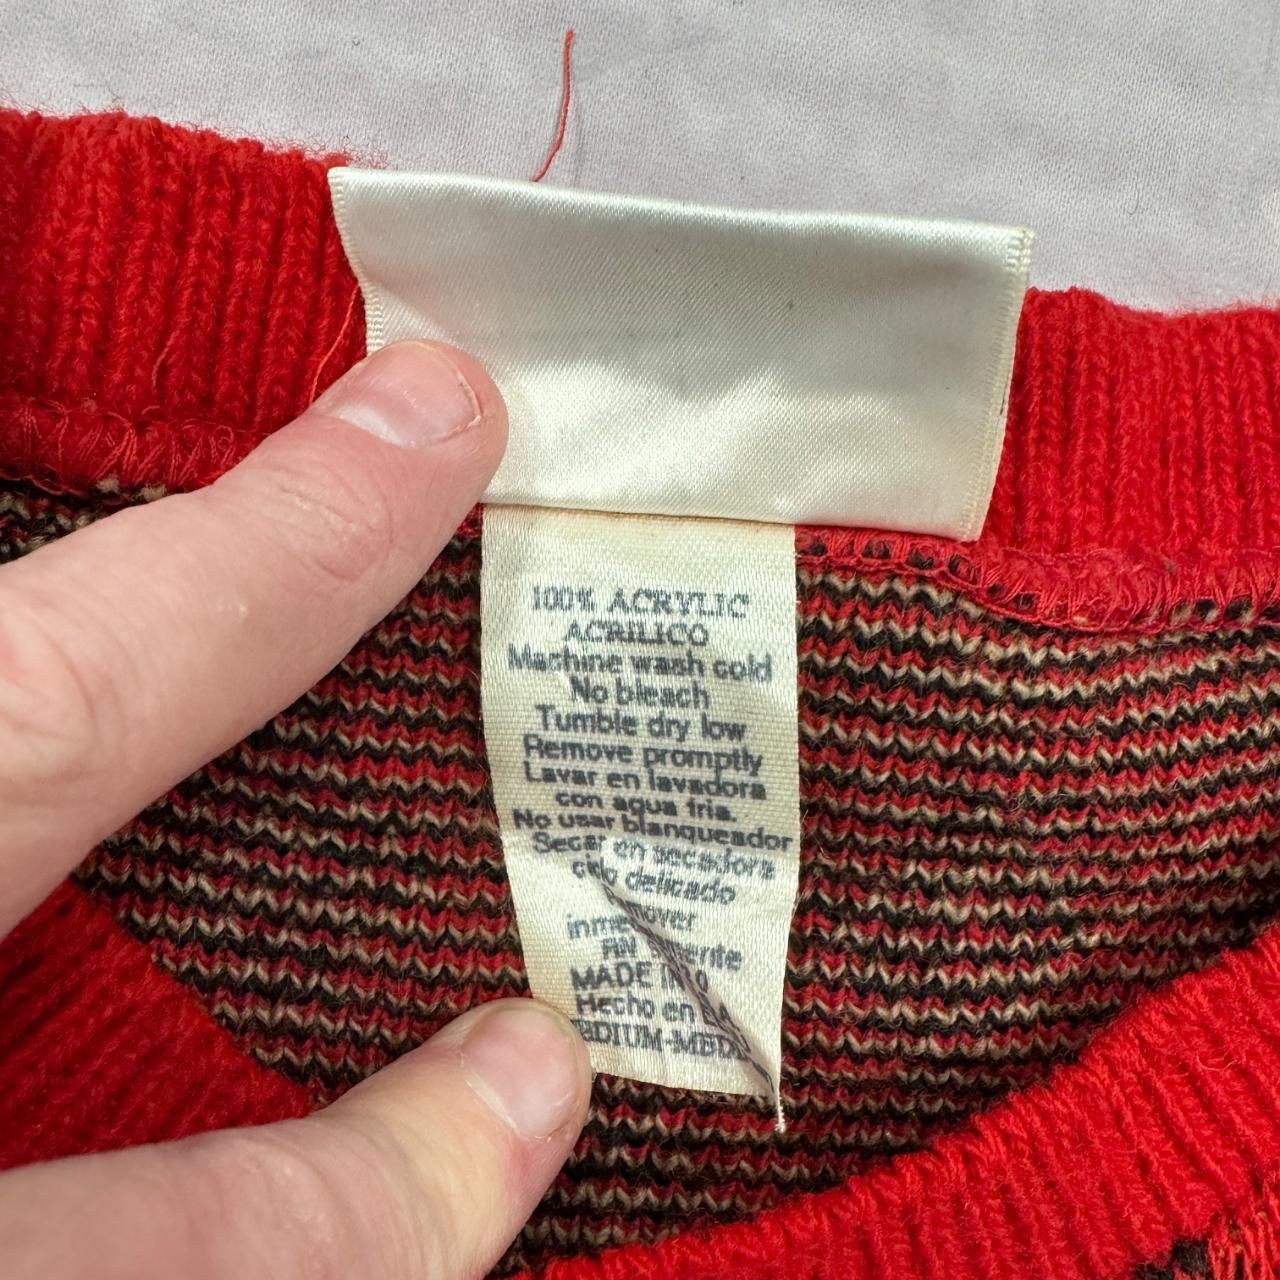 100% ACRYLIC
ACRILICO
Machine wash cold
No bleach
Tumble dry low
Remove promptly
Lavar en lavadora
con agua fria.
No usar blanqueador
Secar en secadora
delicado
MADE
Hecho en